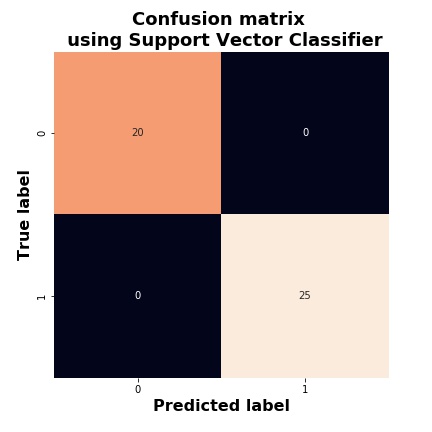 Confusion matrix
using Support Vector Classifier
0
20
0
True label
1
0
25
0
1
Predicted label